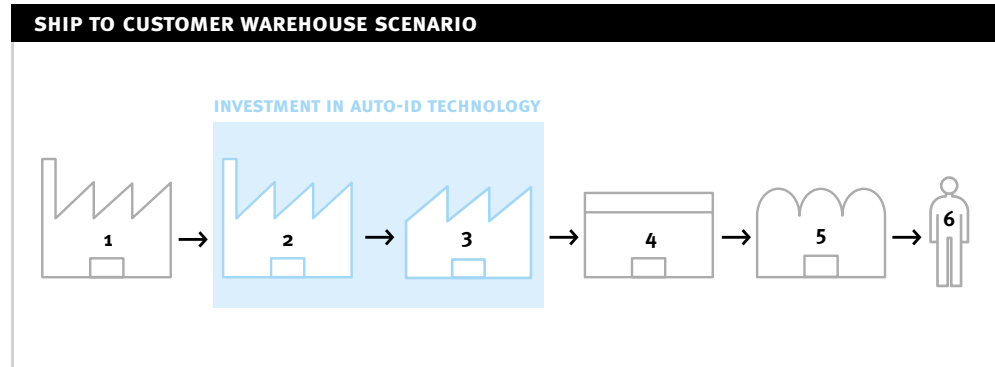 SHIP TO CUSTOMER WAREHOUSE SCENARIO
INVESTMENT IN AUTO-ID TECHNOLOGY
1 2 3 4 5 6